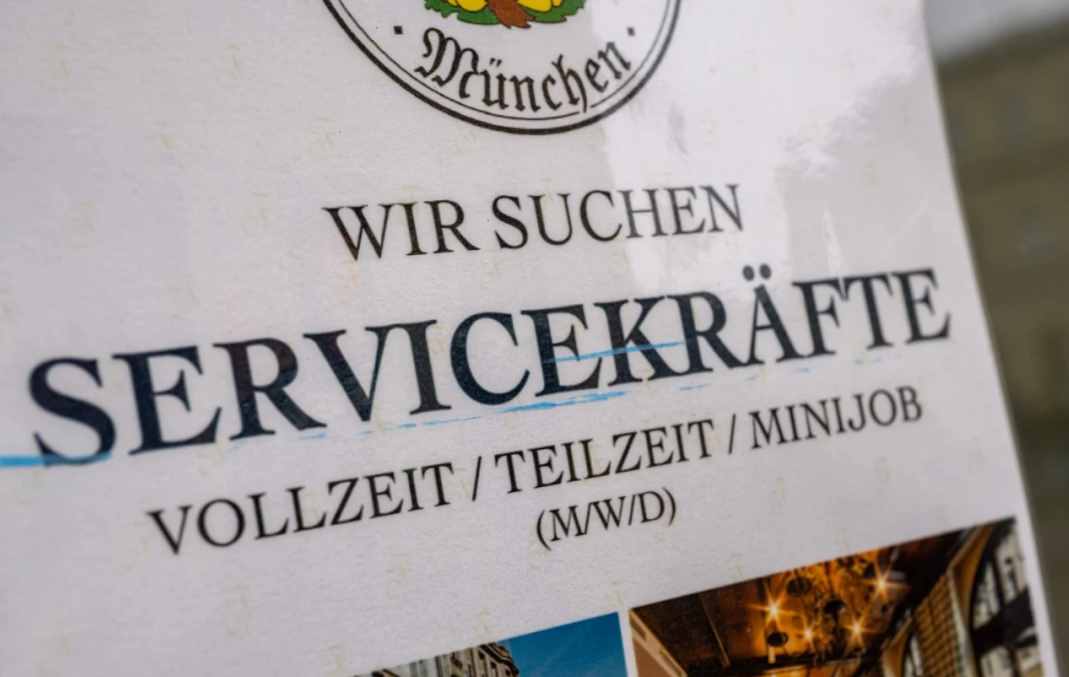 · München ·
WIR SUCHEN
SERVICEKRÄFTE
VOLLZEIT / TEILZEIT / MINIJOB
(M/W/D)